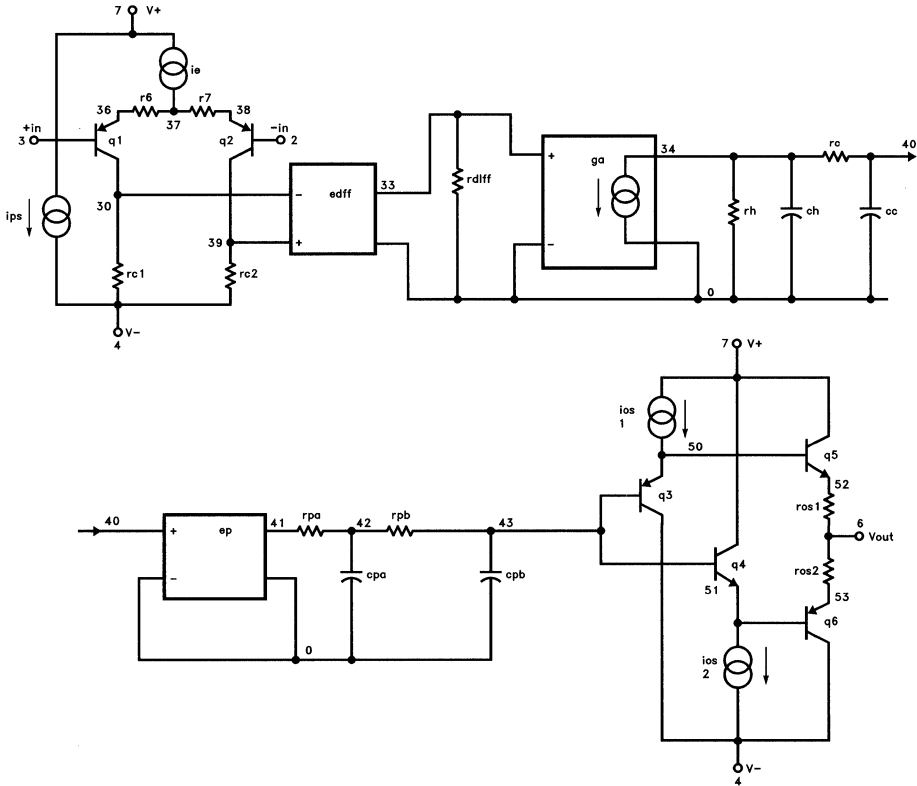 7 V+
ie
r6 r7
36 37 38
+in -in
3 q1 q2 2
ips
30
39
rc1 rc2
V-
4
edff
- +
33
rdiff
ga
+ -
34
rc
40
rh ch cc
0
7 V+
ios
1
50
q3
q5
52
ros1
6
Vout
ros2
53
q6
q4
51
ios
2
V-
4
40
+ ep
-
41
rpa
42
rpb
43
cpa cpb
0